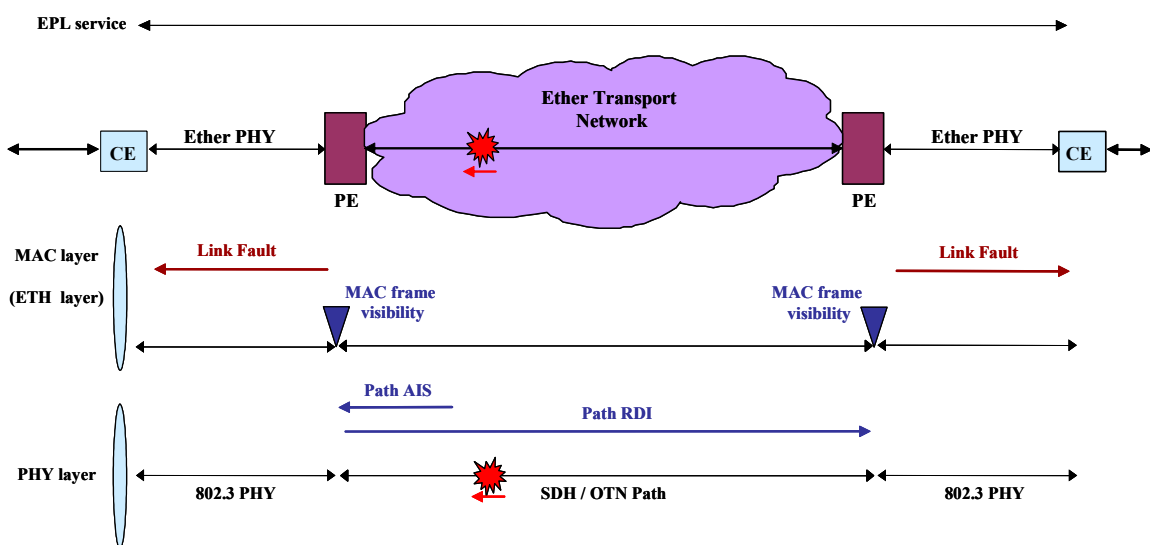 EPL service
Ether Transport
Network
Ether PHY
Ether PHY
CE
CE
PE
PE
MAC layer
(ETH layer)
Link Fault
Link Fault
MAC frame
visibility
MAC frame
visibility
Path AIS
Path RDI
PHY layer
802.3 PHY
SDH / OTN Path
802.3 PHY